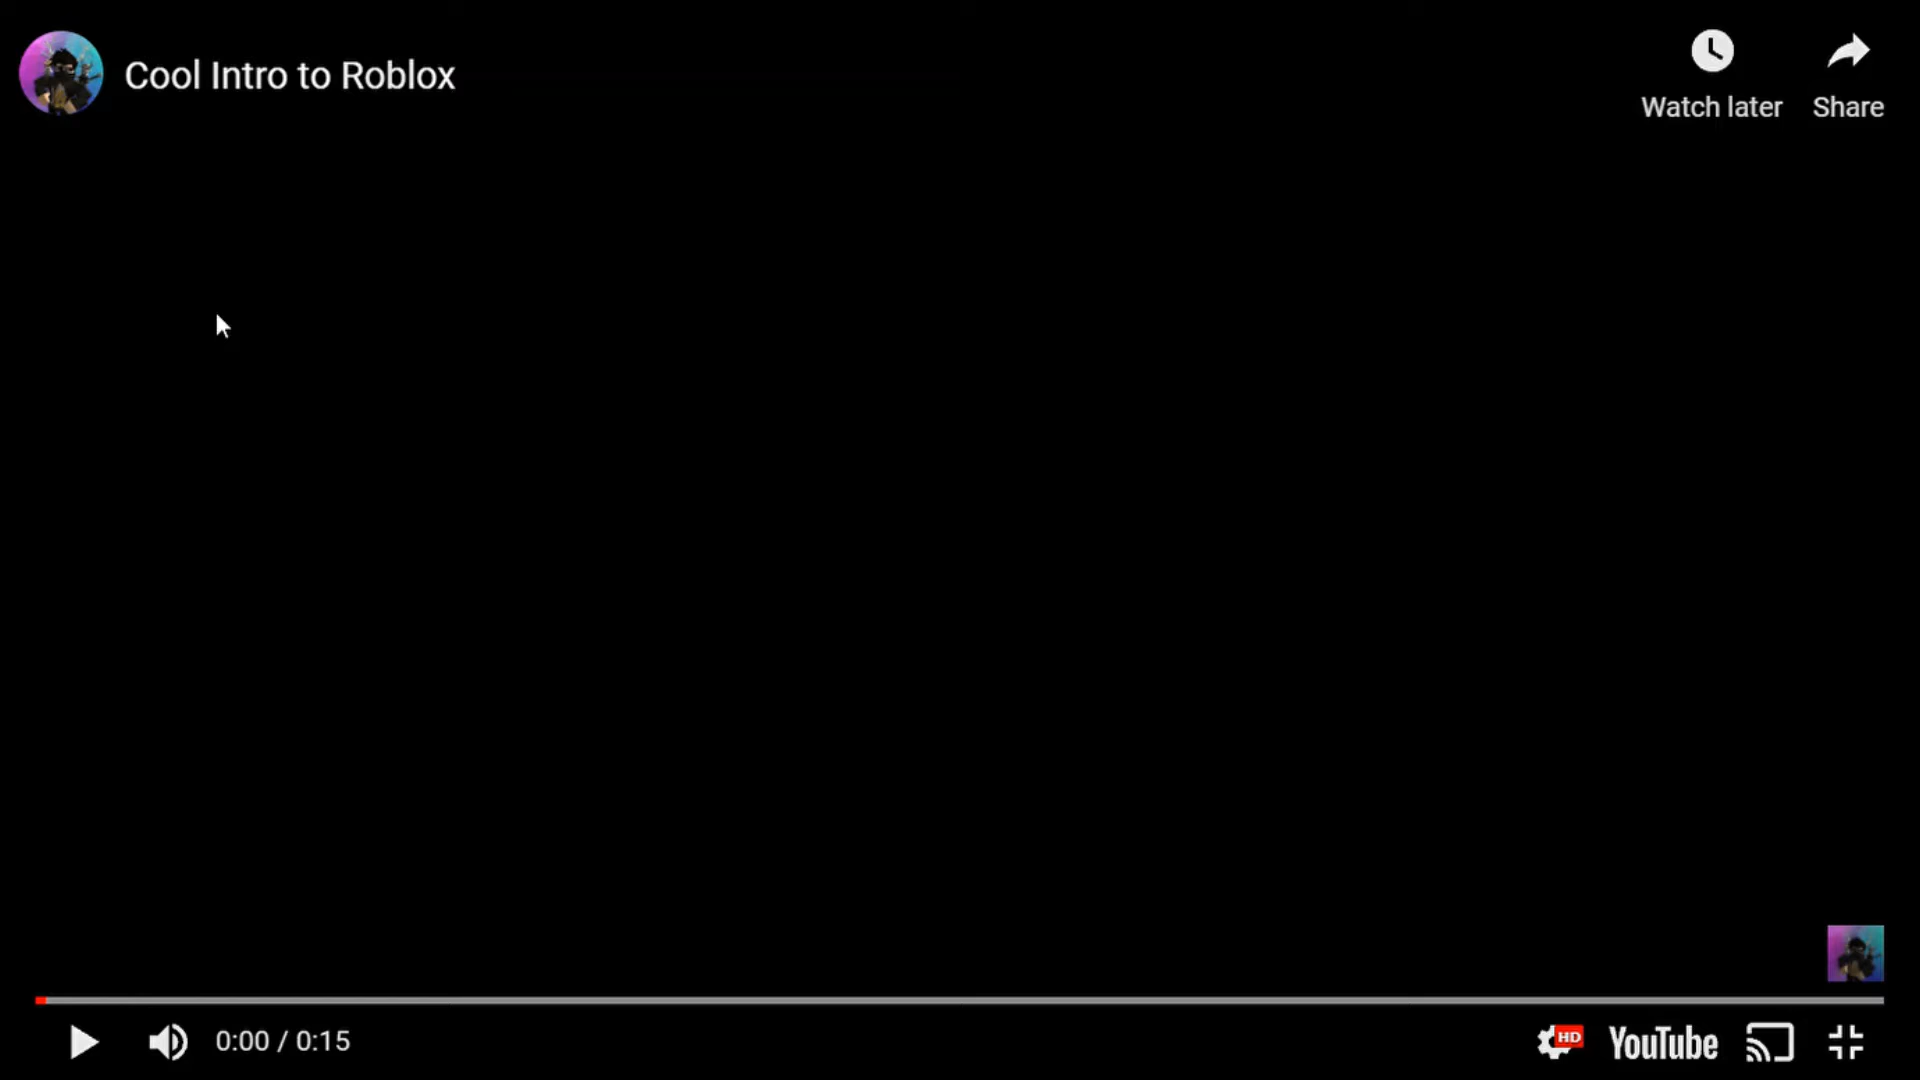 Cool Intro to Roblox
Watch later
Share
0:00 / 0:15
HD
YouTube